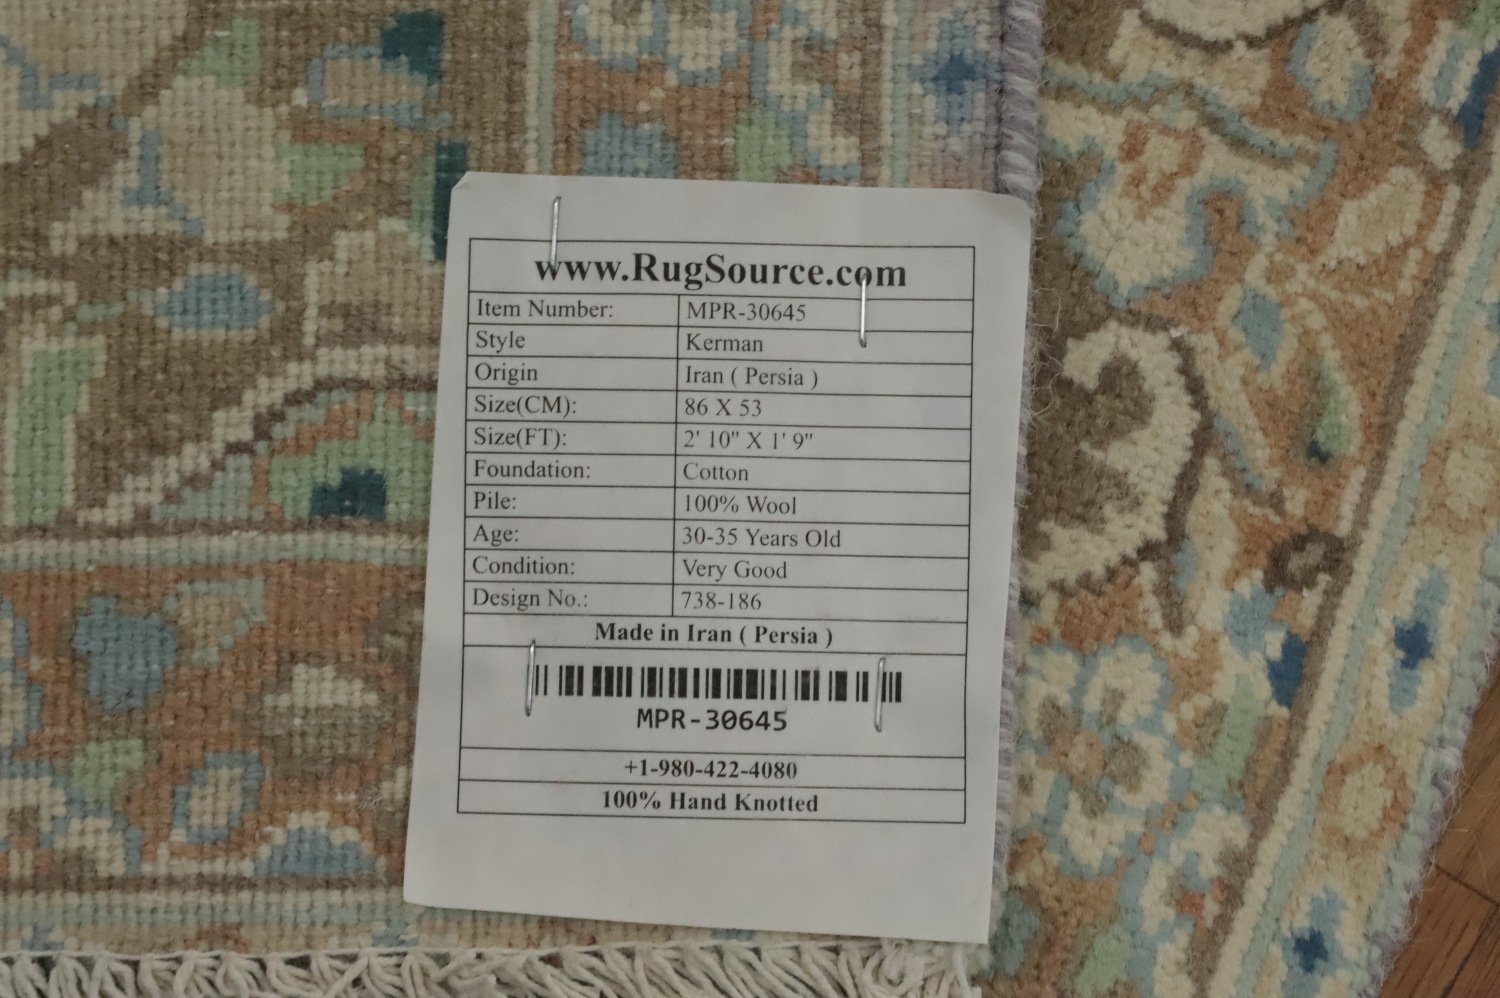 www.RugSource.com
Item Number: MPR-30645
Style Kerman
Origin Iran ( Persia )
Size(CM): 86 X 53
Size(FT): 2' 10" X 1' 9"
Foundation: Cotton
Pile: 100% Wool
Age: 30-35 Years Old
Condition: Very Good
Design No.: 738-186
Made in Iran ( Persia )
MPR-30645
+1-980-422-4080
100% Hand Knotted